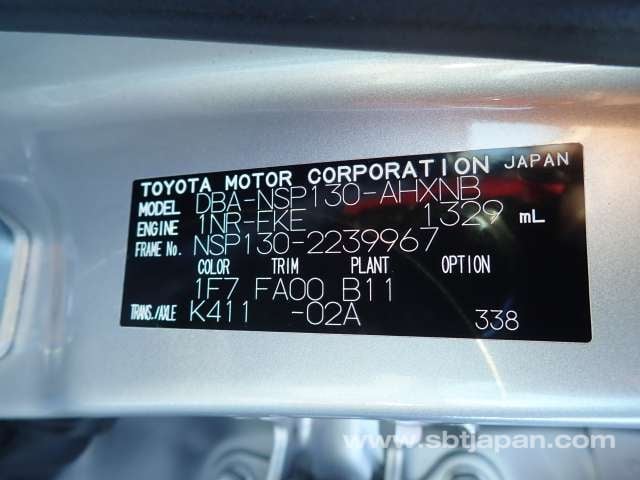 TOYOTA MOTOR CORPORATION JAPAN
MODEL DBA-NSP130-AHXNB
ENGINE 1NR-FKE 1329 mL
FRAME No. NSP130-2239967
COLOR TRIM PLANT OPTION
1F7 FA00 B11
TRANS./AXLE K411 -02A 338
www.sbtjapan.com